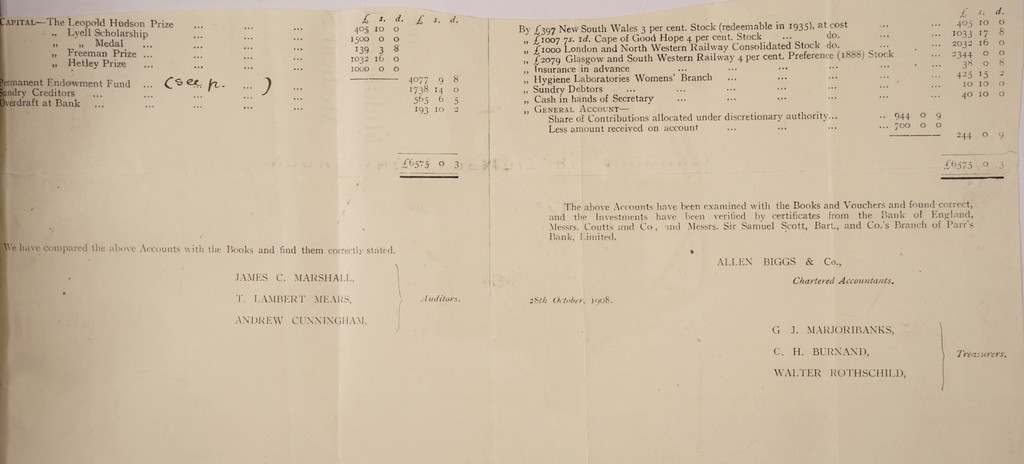 £ s. d. £ s. d.
CAPITAL—The Leopold Hudson Prize ... ... ... 405 10 0
„ Lyell Scholarship ... ... 1500 0 0
„ „ Medal ... ... ... 139 3 8
„ Freeman Prize ... ... ... 1032 16 0
„ Hetley Prize ... ... ... 1000 0 0
4077 9 8
Permanent Endowment Fund ... (see p. ... ) ... 1738 14 0
Sundry Creditors ... ... ... ... 565 6 5
Overdraft at Bank ... ... ... ... 193 10 2
£6575 0 3
We have compared the above Accounts with the Books and find them correctly stated.
JAMES C. MARSHALL,
T. LAMBERT MEARS,
ANDREW CUNNINGHAM,
Auditors.
£ s. d.
By £397 New South Wales 3 per cent. Stock (redeemable in 1935), at cost ... ... 405 10 0
„ £1007 7s. 1d. Cape of Good Hope 4 per cent. Stock ... do. ... ... 1033 17 8
„ £1000 London and North Western Railway Consolidated Stock do. ... ... 2032 16 0
„ £2079 Glasgow and South Western Railway 4 per cent. Preference (1888) Stock ... 2344 0 0
„ Insurance in advance ... ... ... ... ... 38 0 8
„ Hygiene Laboratories Womens' Branch ... ... ... ... ... 425 15 2
„ Sundry Debtors ... ... ... ... ... ... 10 10 0
„ Cash in hands of Secretary ... ... ... ... ... ... 40 10 0
„ GENERAL ACCOUNT—
Share of Contributions allocated under discretionary authority... .. 944 0 9
Less amount received on account ... ... ... ... 700 0 0
244 0 9
£6575 0 3
The above Accounts have been examined with the Books and Vouchers and found correct,
and the Investments have been verified by certificates from the Bank of England,
Messrs. Coutts and Co., and Messrs. Sir Samuel Scott, Bart., and Co.'s Branch of Parr's
Bank, Limited.
ALLEN BIGGS & Co.,
Chartered Accountants.
28th October, 1908.
G J. MARJORIBANKS,
C. H. BURNAND,
WALTER ROTHSCHILD,
Treasurers.